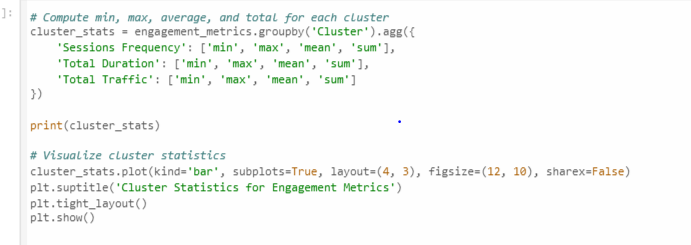 ]:
# Compute min, max, average, and total for each cluster
cluster_stats = engagement_metrics.groupby('Cluster').agg({
    'Sessions Frequency': ['min', 'max', 'mean', 'sum'],
    'Total Duration': ['min', 'max', 'mean', 'sum'],
    'Total Traffic': ['min', 'max', 'mean', 'sum']
})
print(cluster_stats)
# Visualize cluster statistics
cluster_stats.plot(kind='bar', subplots=True, layout=(4, 3), figsize=(12, 10), sharex=False)
plt.suptitle('Cluster Statistics for Engagement Metrics')
plt.tight_layout()
plt.show()